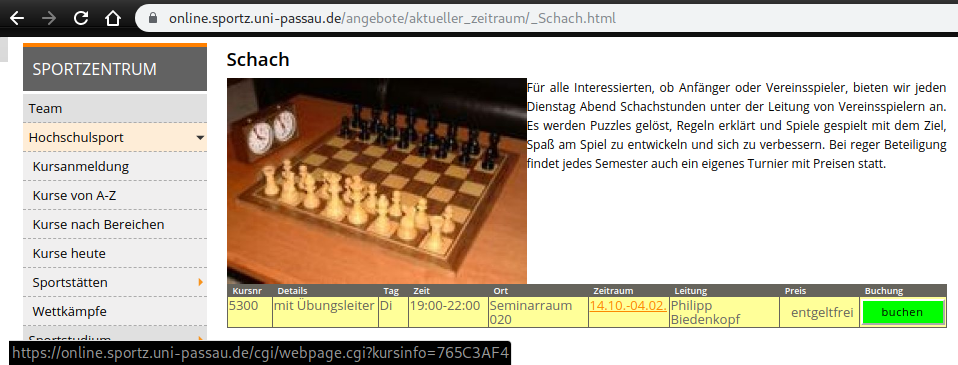 online.sportz.uni-passau.de/angebote/aktueller_zeitraum/_Schach.html
SPORTZENTRUM
Team
Hochschulsport
Kursanmeldung
Kurse von A-Z
Kurse nach Bereichen
Kurse heute
Sportstätten
Wettkämpfe
Sportstudium
Schach
Für alle Interessierten, ob Anfänger oder Vereinsspieler, bieten wir jeden
Dienstag Abend Schachstunden unter der Leitung von Vereinsspielern an.
Es werden Puzzles gelöst, Regeln erklärt und Spiele gespielt mit dem Ziel,
Spaß am Spiel zu entwickeln und sich zu verbessern. Bei reger Beteiligung
findet jedes Semester auch ein eigenes Turnier mit Preisen statt.
Kursnr Details Tag Zeit Ort Zeitraum Leitung Preis Buchung
5300 mit Übungsleiter Di 19:00-22:00 Seminarraum 14.10.-04.02. Philipp entgeltfrei buchen
020 Biedenkopf
https://online.sportz.uni-passau.de/cgi/webpage.cgi?kursinfo=765C3AF4